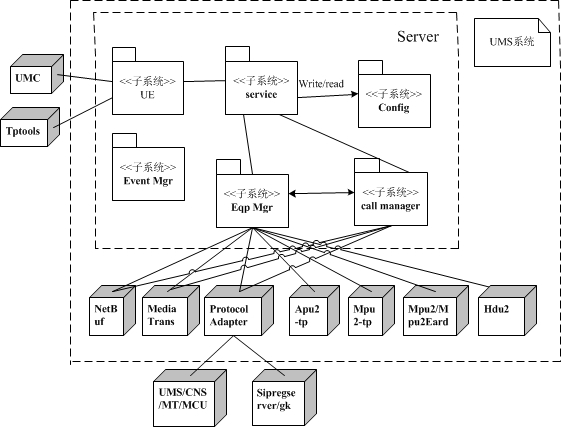 Server
UMS系统
UMC
Tptools
<<子系统>>
UE
<<子系统>>
service
Write/read
<<子系统>>
Config
<<子系统>>
Event Mgr
<<子系统>>
Eqp Mgr
<<子系统>>
call manager
NetB
uf
Media
Trans
Protocol
Adapter
Apu2
-tp
Mpu
2-tp
Mpu2/M
pu2Eard
Hdu2
UMS/CNS
/MT/MCU
Sipregse
rver/gk